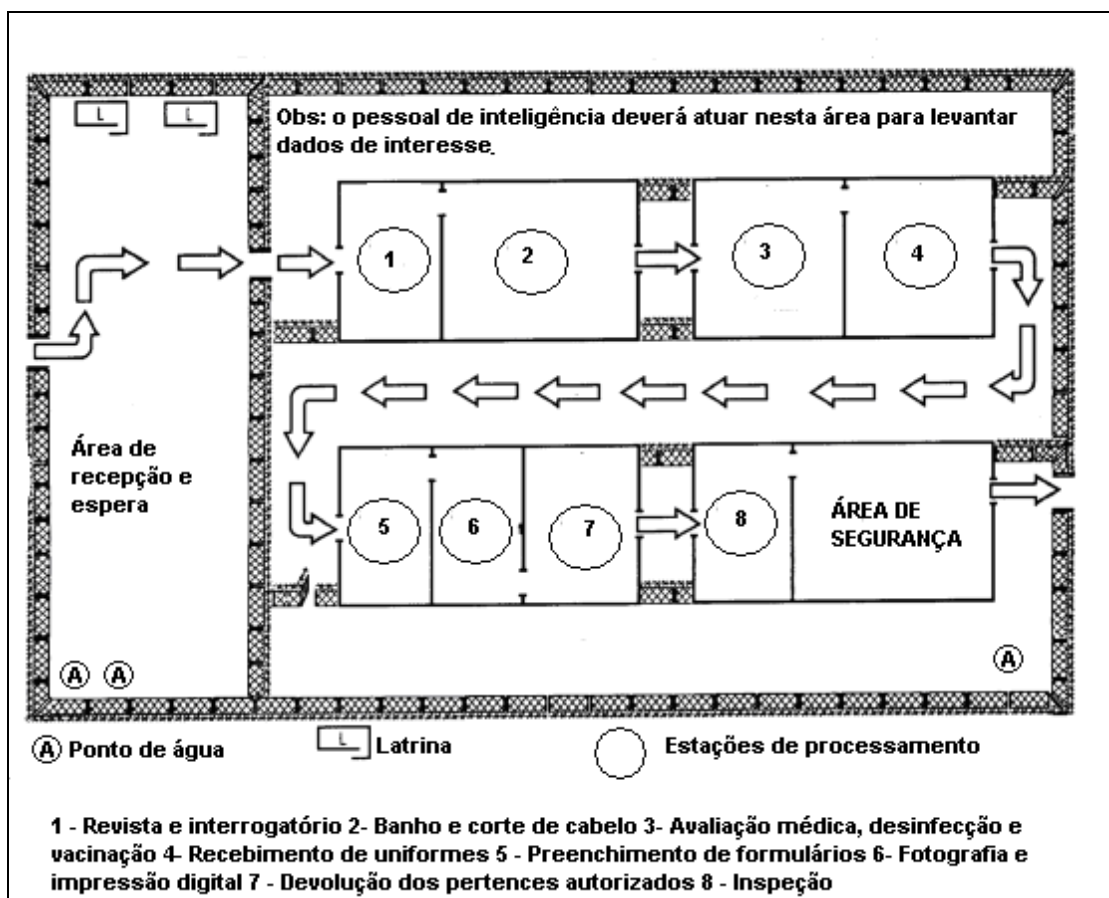 L L
Obs: o pessoal de inteligência deverá atuar nesta área para levantar
dados de interesse.
1
2
3
4
Área de
recepção e
espera
5
6
7
8
ÁREA DE
SEGURANÇA
A A
A
A Ponto de água
L Latrina
Estações de processamento
1 - Revista e interrogatório 2- Banho e corte de cabelo 3- Avaliação médica, desinfecção e
vacinação 4- Recebimento de uniformes 5 - Preenchimento de formulários 6- Fotografia e
impressão digital 7 - Devolução dos pertences autorizados 8 - Inspeção